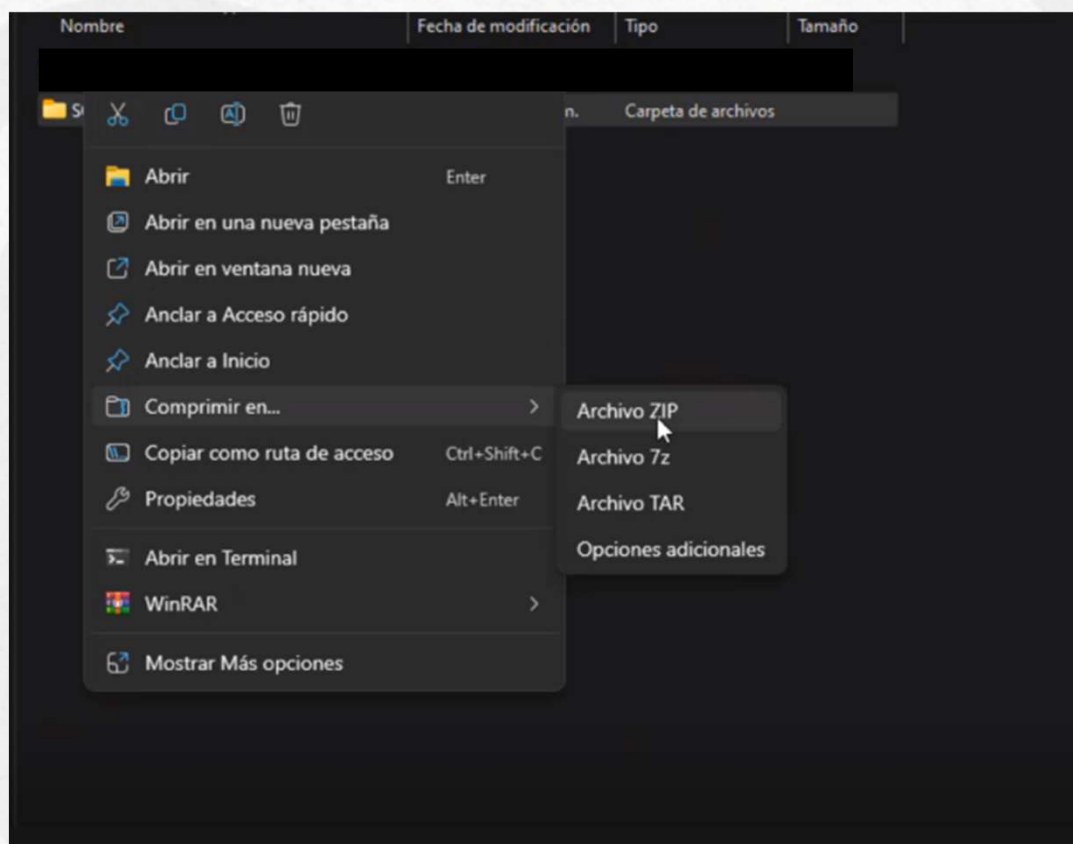 Nombre Fecha de modificación Tipo Tamaño
n. Carpeta de archivos
Abrir Enter
Abrir en una nueva pestaña
Abrir en ventana nueva
Anclar a Acceso rápido
Anclar a Inicio
Comprimir en...
Archivo ZIP
Copiar como ruta de acceso Ctrl+Shift+C
Archivo 7z
Propiedades Alt+Enter
Archivo TAR
Opciones adicionales
Abrir en Terminal
WinRAR
Mostrar Más opciones